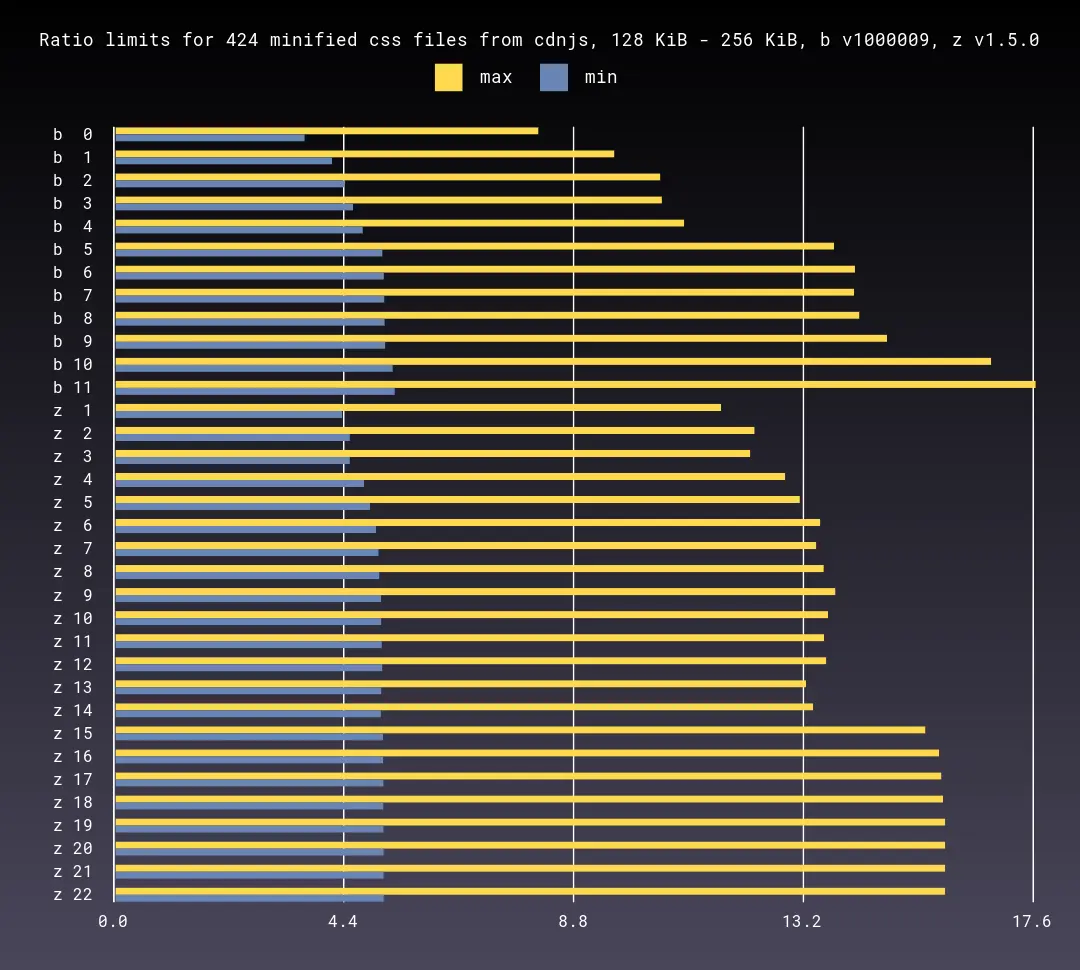 Ratio limits for 424 minified css files from cdnjs, 128 KiB - 256 KiB, b v1000009, z v1.5.0
max min
b 0
b 1
b 2
b 3
b 4
b 5
b 6
b 7
b 8
b 9
b 10
b 11
z 1
z 2
z 3
z 4
z 5
z 6
z 7
z 8
z 9
z 10
z 11
z 12
z 13
z 14
z 15
z 16
z 17
z 18
z 19
z 20
z 21
z 22
0.0 4.4 8.8 13.2 17.6